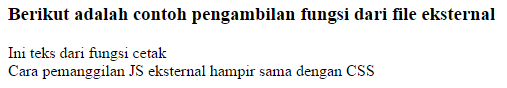 Berikut adalah contoh pengambilan fungsi dari file eksternal
Ini teks dari fungsi cetak
Cara pemanggilan JS eksternal hampir sama dengan CSS